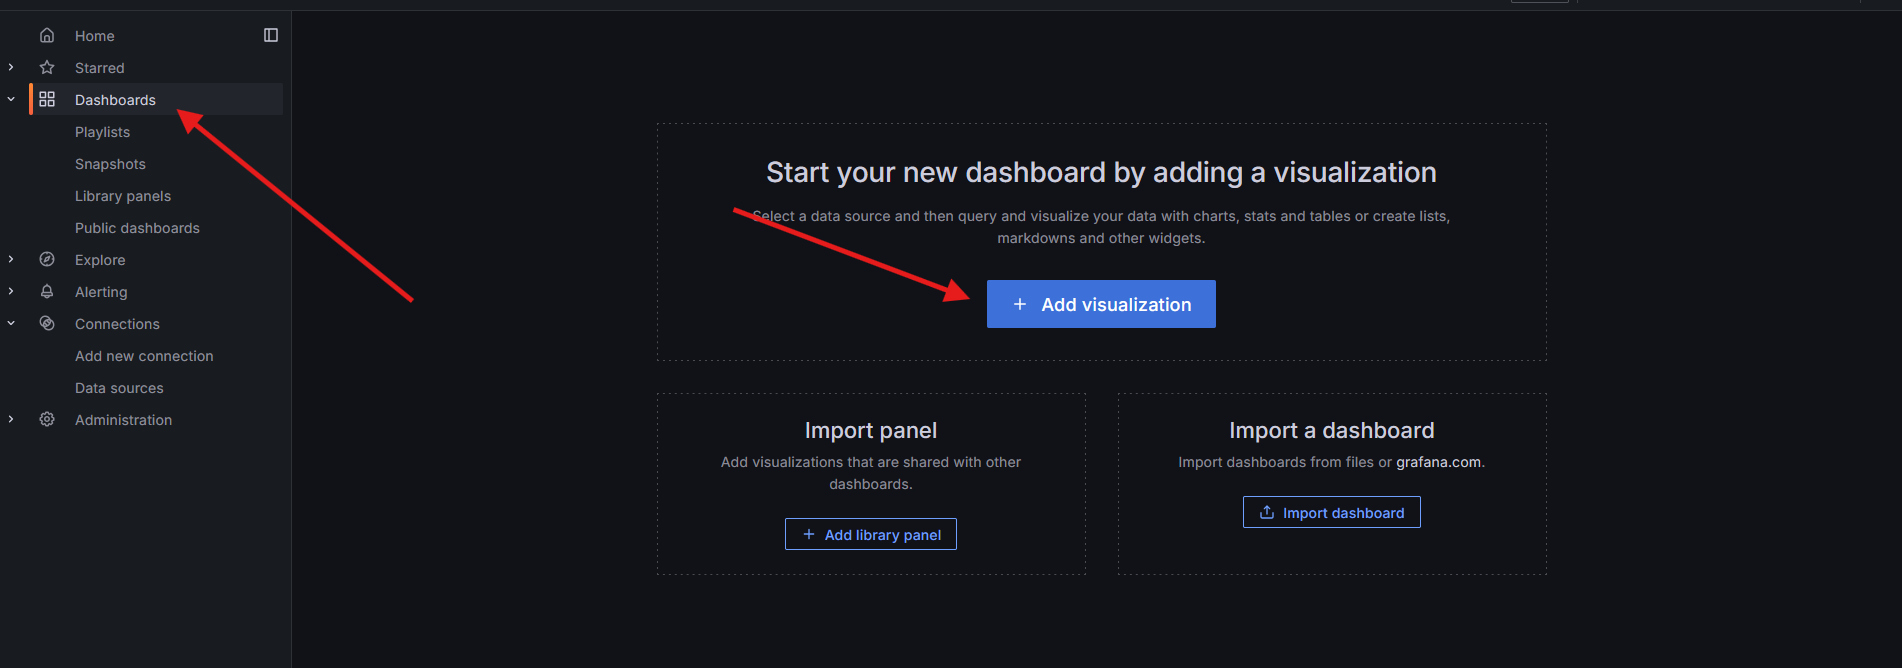 Home
Starred
Dashboards
Playlists
Snapshots
Library panels
Public dashboards
Explore
Alerting
Connections
Add new connection
Data sources
Administration
Start your new dashboard by adding a visualization
Select a data source and then query and visualize your data with charts, stats and tables or create lists,
markdowns and other widgets.
+ Add visualization
Import panel
Add visualizations that are shared with other
dashboards.
+ Add library panel
Import a dashboard
Import dashboards from files or grafana.com.
Import dashboard